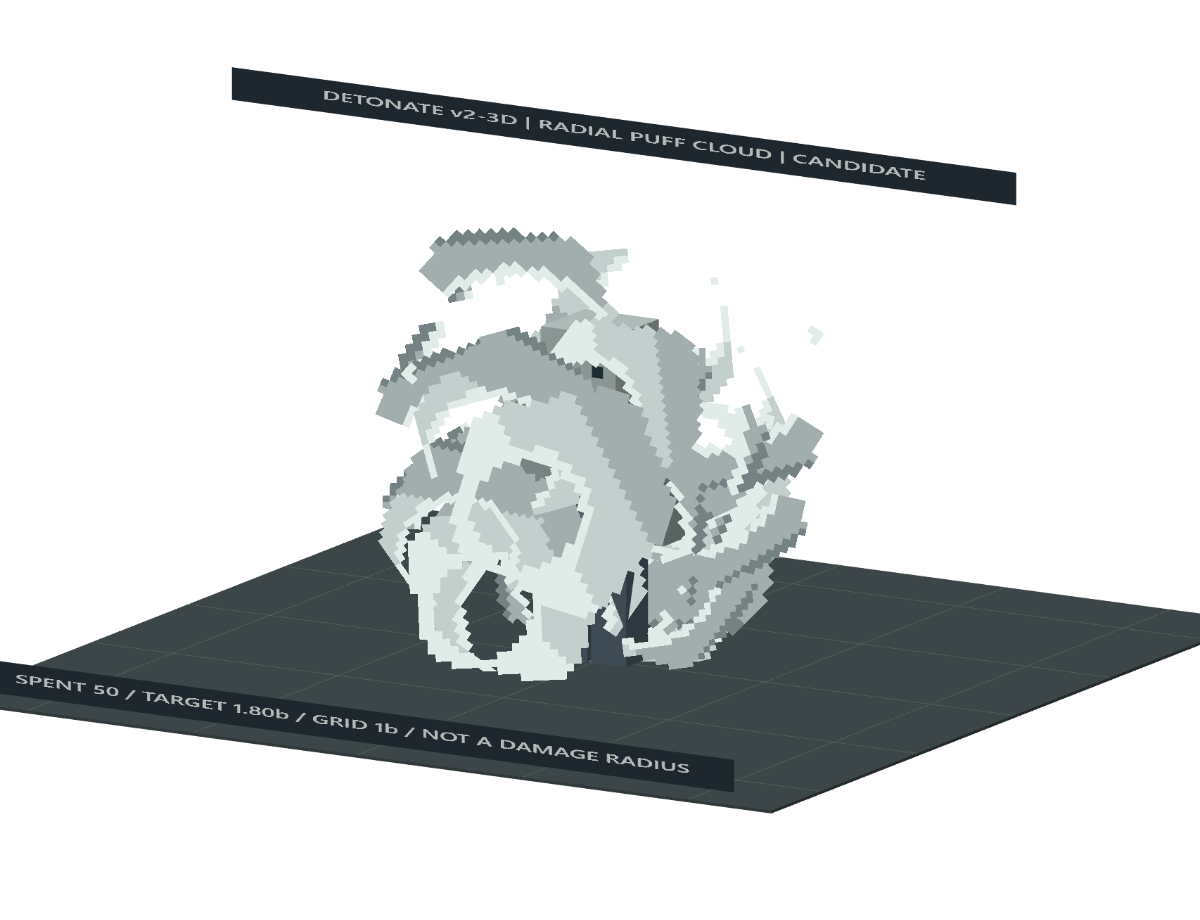 DETONATE v2-3D | RADIAL PUFF CLOUD | CANDIDATE
SPENT 50 / TARGET 1.80b / GRID 1b / NOT A DAMAGE RADIUS